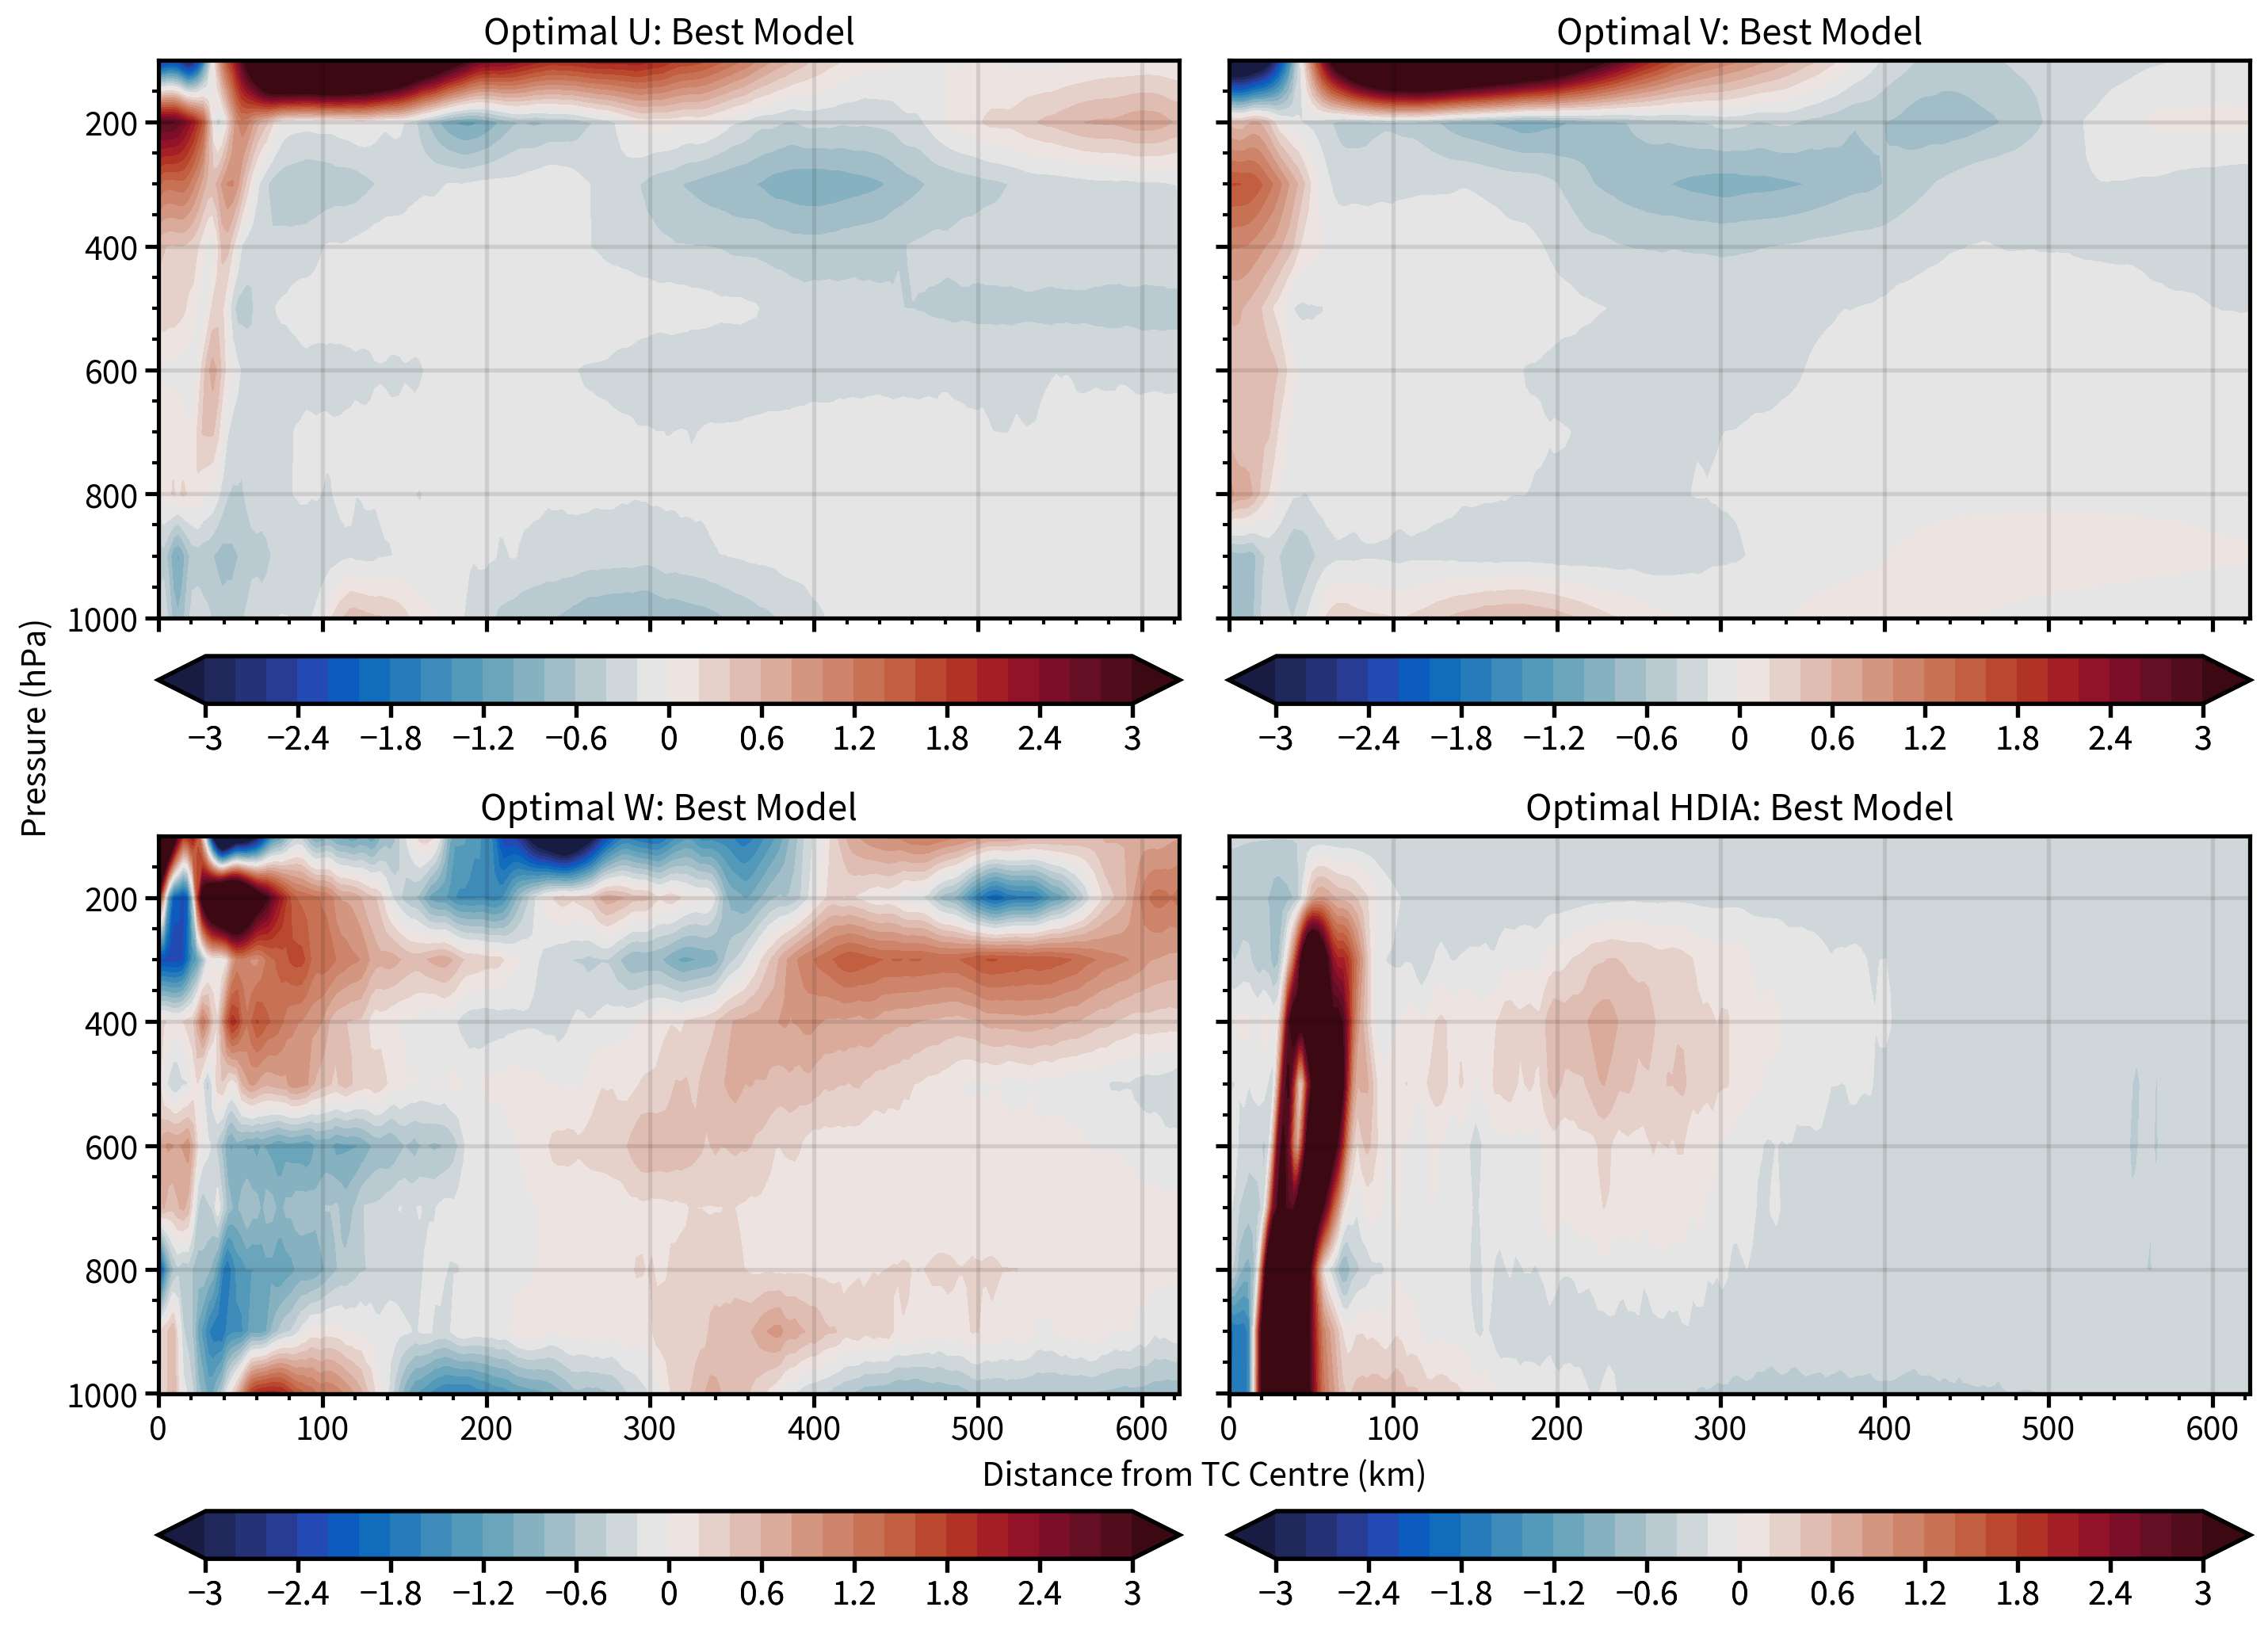 Optimal U: Best Model
Optimal V: Best Model
200
400
600
800
1000
Pressure (hPa)
−3 −2.4 −1.8 −1.2 −0.6 0 0.6 1.2 1.8 2.4 3
−3 −2.4 −1.8 −1.2 −0.6 0 0.6 1.2 1.8 2.4 3
Optimal W: Best Model
Optimal HDIA: Best Model
200
400
600
800
1000
0 100 200 300 400 500 600
0 100 200 300 400 500 600
Distance from TC Centre (km)
−3 −2.4 −1.8 −1.2 −0.6 0 0.6 1.2 1.8 2.4 3
−3 −2.4 −1.8 −1.2 −0.6 0 0.6 1.2 1.8 2.4 3